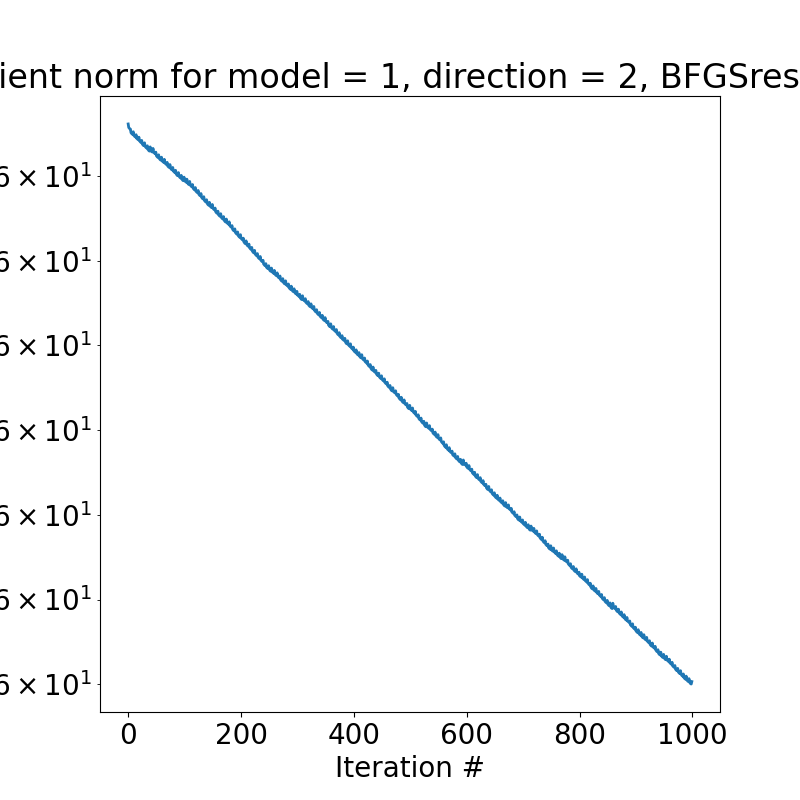 ient norm for model = 1, direction = 2, BFGSres
6 × 10¹
6 × 10¹
6 × 10¹
6 × 10¹
6 × 10¹
6 × 10¹
6 × 10¹
0 200 400 600 800 1000
Iteration #